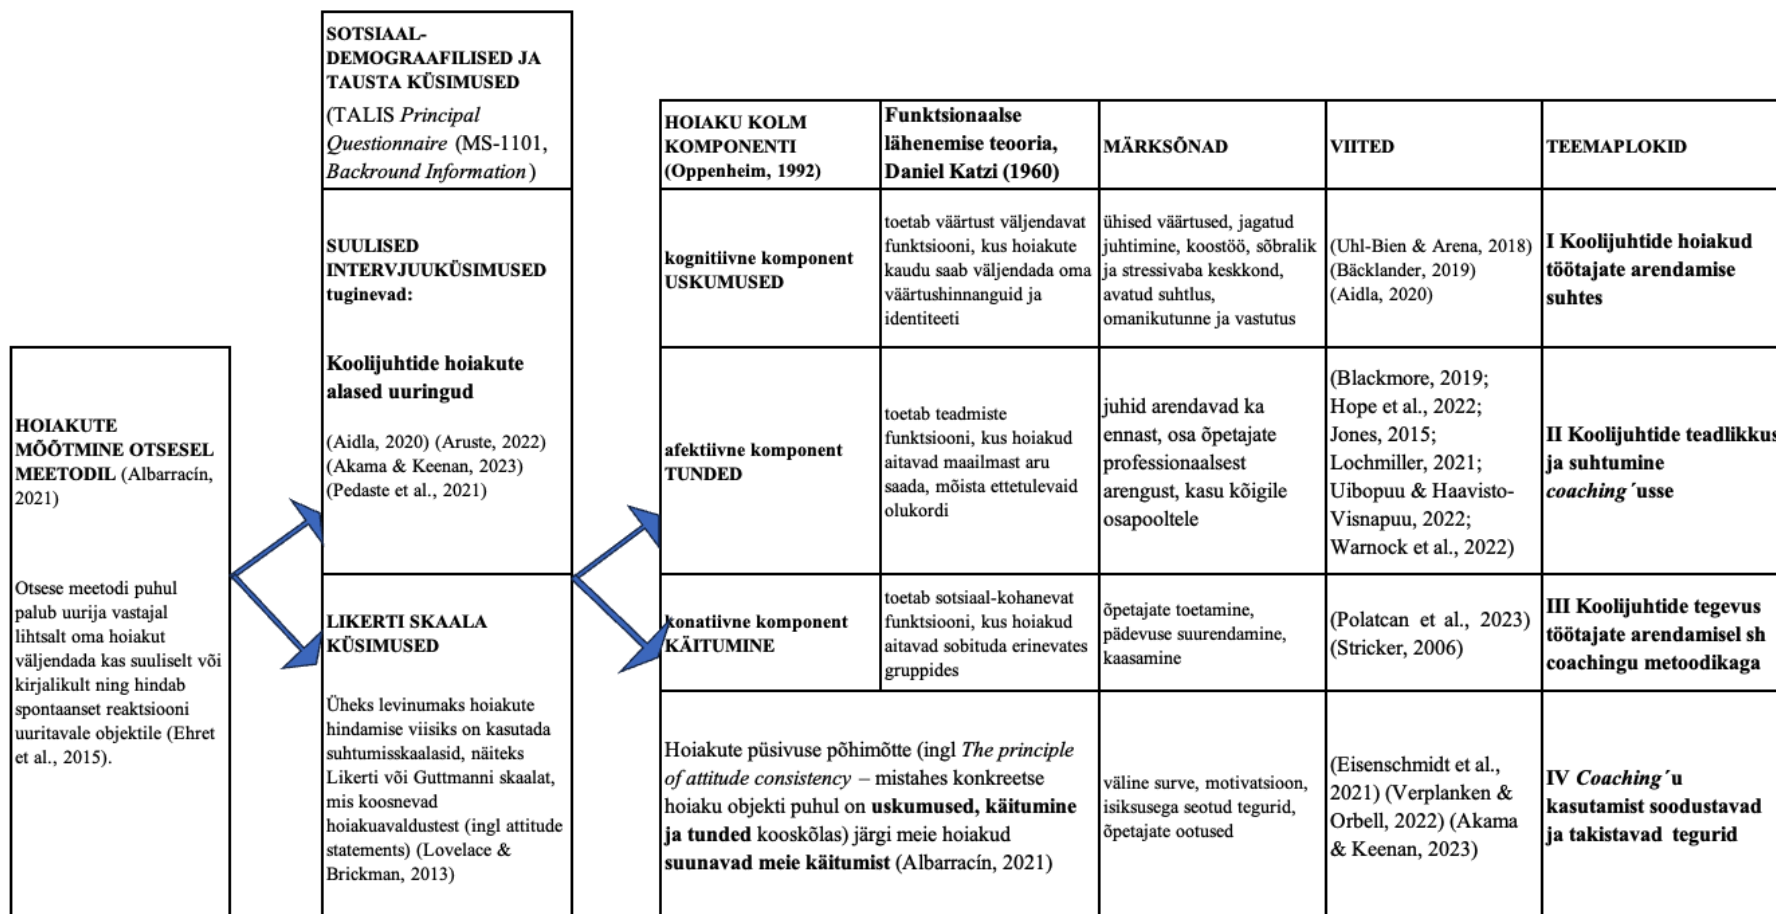 HOIAKUTE
MÕÕTMINE OTSESEL
MEETODIL (Albarracín,
2021)
Otsese meetodi puhul
palub uurija vastajal
lihtsalt oma hoiakut
väljendada kas suuliselt või
kirjalikult ning hindab
spontaanset reaktsiooni
uuritavale objektile (Ehret
et al., 2015).
SOTSIAAL-
DEMOGRAAFILISED JA
TAUSTA KÜSIMUSED
(TALIS Principal
Questionnaire (MS-1101,
Backround Information)
SUULISED
INTERVJUUKÜSIMUSED
tuginevad:
Koolijuhtide hoiakute
alased uuringud
(Aidla, 2020) (Aruste, 2022)
(Akama & Keenan, 2023)
(Pedaste et al., 2021)
LIKERTI SKAALA
KÜSIMUSED
Üheks levinumaks hoiakute
hindamise viisiks on kasutada
suhtumisskaalasid, näiteks
Likerti või Guttmanni skaalat,
mis koosnevad
hoiakuavaldustest (ingl attitude
statements) (Lovelace &
Brickman, 2013)
HOIAKU KOLM
KOMPONENTI
(Oppenheim, 1992)
Funktsionaalse
lähenemise teooria,
Daniel Katzi (1960)
MÄRKSÕNAD
VIITED
TEEMAPLOKID
kognitiivne komponent
USKUMUSED
toetab väärtust väljendavat
funktsiooni, kus hoiakute
kaudu saab väljendada oma
väärtushinnanguid ja
identiteeti
ühised väärtused, jagatud
juhtimine, koostöö, sõbralik
ja stressivaba keskkond,
avatud suhtlus,
omanikutunne ja vastutus
(Uhl-Bien & Arena, 2018)
(Bäcklander, 2019)
(Aidla, 2020)
I Koolijuhtide hoiakud
töötajate arendamise
suhtes
afektiivne komponent
TUNDED
toetab teadmiste
funktsiooni, kus hoiakud
aitavad maailmast aru
saada, mõista ettetulevaid
olukordi
juhid arendavad ka
ennast, osa õpetajate
professionaalsest
arengust, kasu kõigile
osapooltele
(Blackmore, 2019;
Hope et al., 2022;
Jones, 2015;
Lochmiller, 2021;
Uibopuu & Haavisto-
Visnapuu, 2022;
Warnock et al., 2022)
II Koolijuhtide teadlikkus
ja suhtumine
coaching´usse
konatiivne komponent
KÄITUMINE
toetab sotsiaal-kohanevat
funktsiooni, kus hoiakud
aitavad sobituda erinevates
gruppides
õpetajate toetamine,
pädevuse suurendamine,
kaasamine
(Polatcan et al., 2023)
(Stricker, 2006)
III Koolijuhtide tegevus
töötajate arendamisel sh
coachingu metoodikaga
Hoiakute püsivuse põhimõtte (ingl The principle
of attitude consistency – mistahes konkreetse
hoiaku objekti puhul on uskumused, käitumine
ja tunded kooskõlas) järgi meie hoiakud
suunavad meie käitumist (Albarracín, 2021)
väline surve, motivatsioon,
isiksusega seotud tegurid,
õpetajate ootused
(Eisenschmidt et al.,
2021) (Verplanken &
Orbell, 2022) (Akama
& Keenan, 2023)
IV Coaching´u
kasutamist soodustavad
ja takistavad tegurid